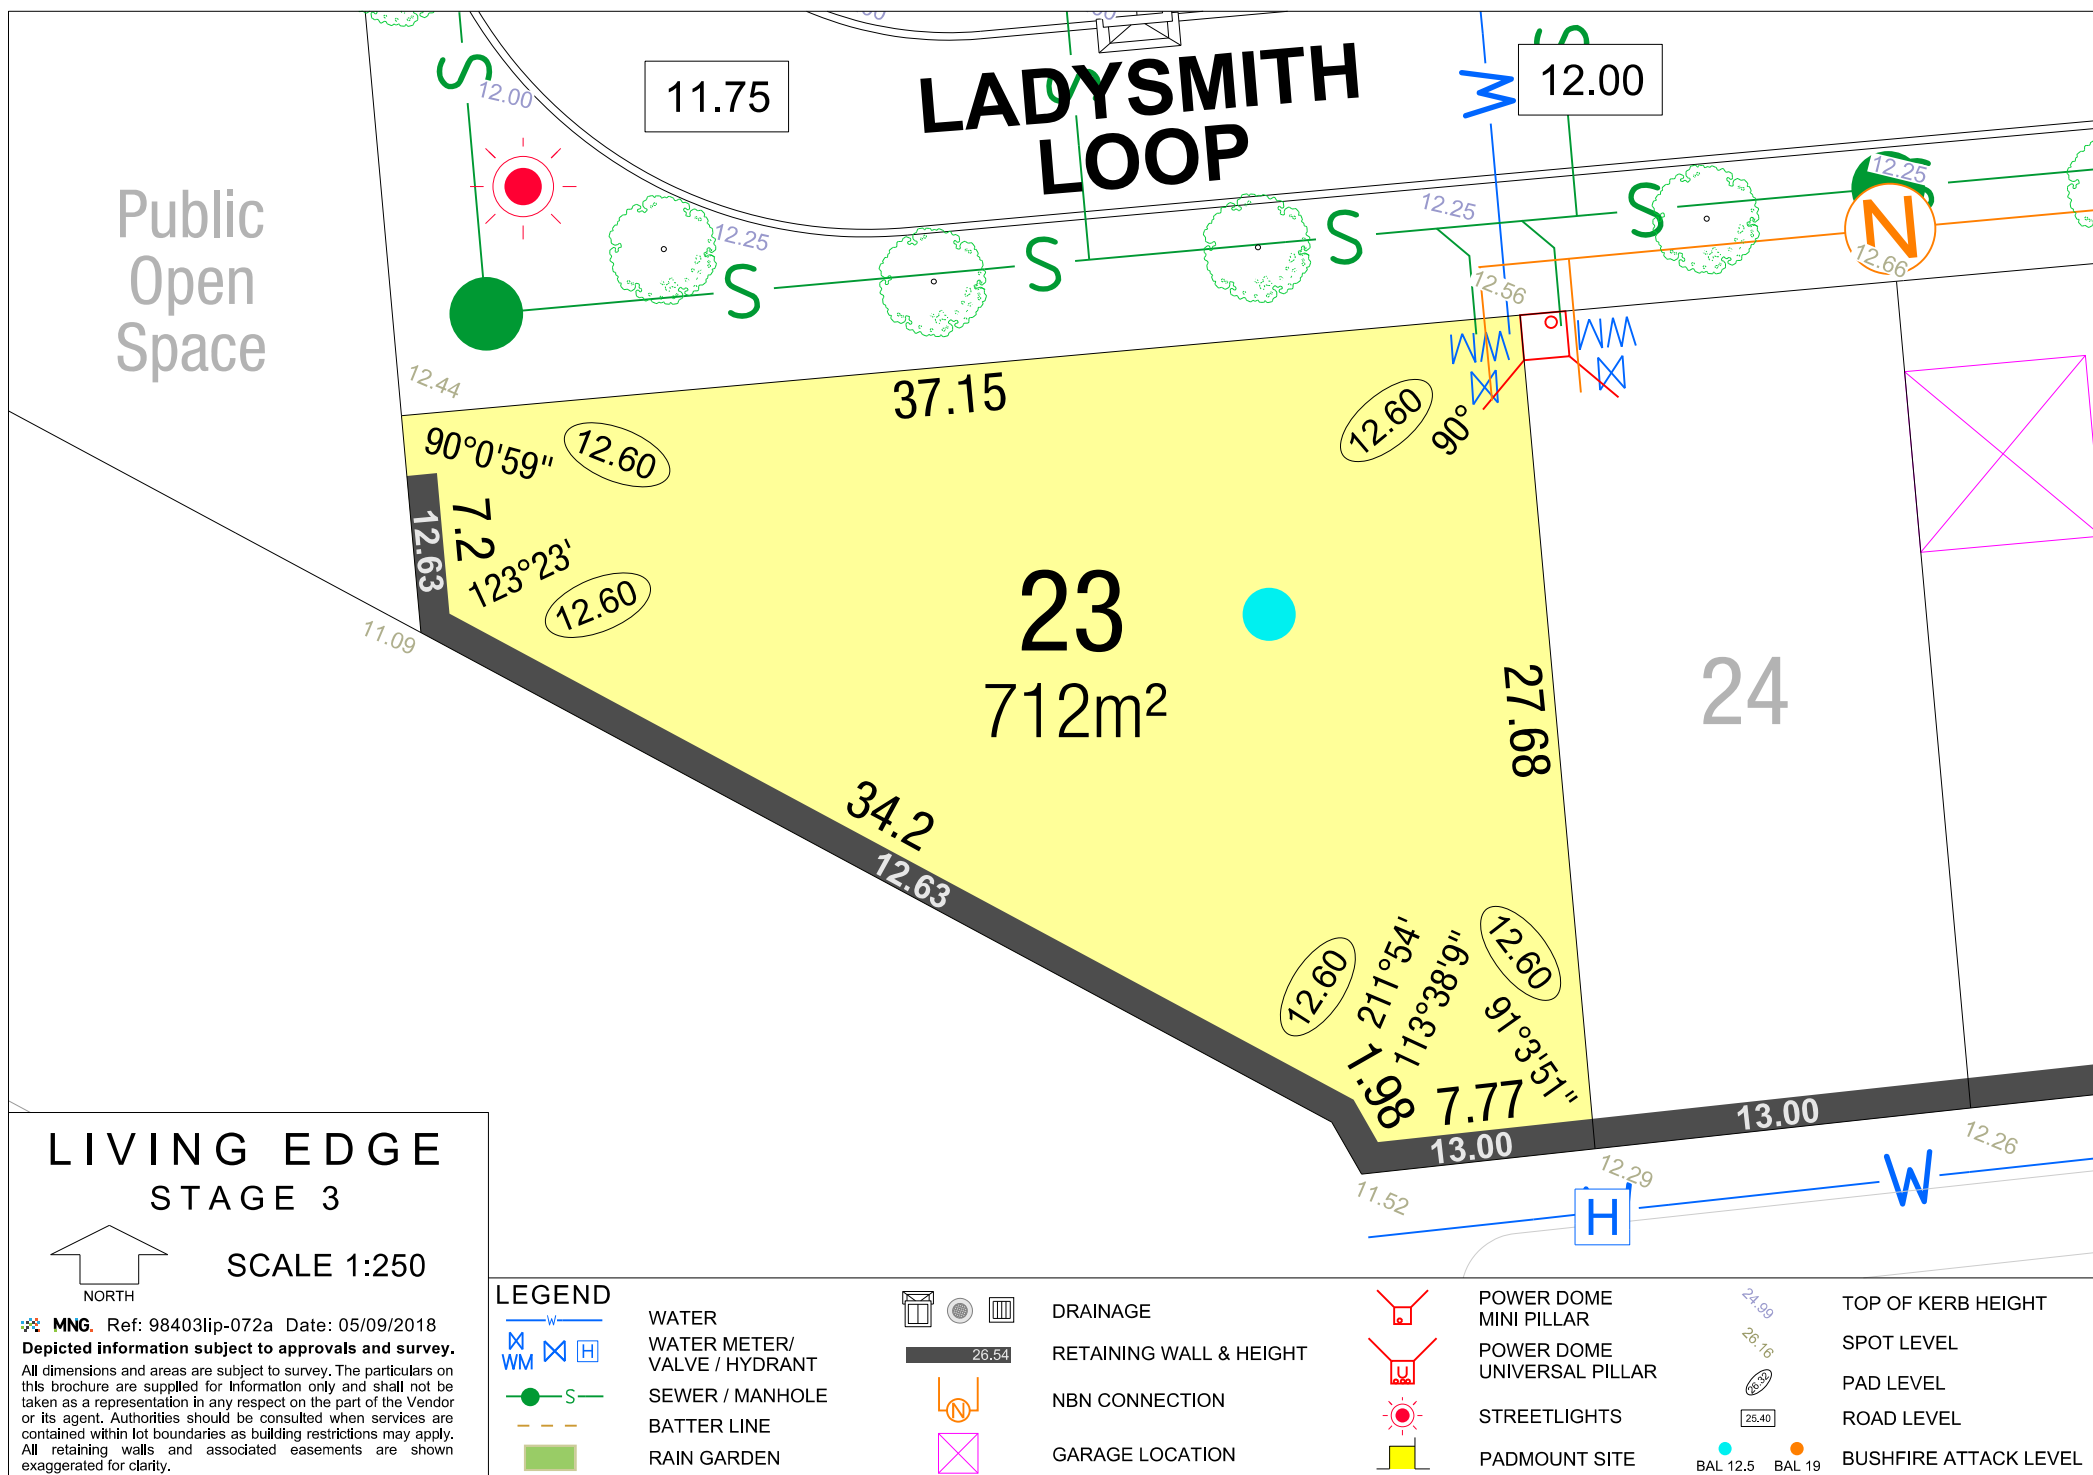 LADYSMITH
LOOP
11.75
12.00
12.00
12.25
12.25
12.25
S
S
S
S
S
S
S
W
N
12.56
12.66
Public
Open
Space
12.44
37.15
90°0'59"
12.60
12.60
90°
WM
WM
12.63
7.2
123°23'
12.60
11.09
23
712m²
27.68
24
34.2
12.63
12.60
211°54'
113°38'9"
12.60
91°3'51"
1.98
7.77
13.00
13.00
11.52
12.29
12.26
H
W
LIVING EDGE
STAGE 3
NORTH
SCALE 1:250
MNG. Ref: 98403lip-072a Date: 05/09/2018
Depicted information subject to approvals and survey.
All dimensions and areas are subject to survey. The particulars on
this brochure are supplied for information only and shall not be
taken as a representation in any respect on the part of the Vendor
or its agent. Authorities should be consulted when services are
contained within lot boundaries as building restrictions may apply.
All retaining walls and associated easements are shown
exaggerated for clarity.
LEGEND
W
WATER
WM
H
WATER METER/
VALVE / HYDRANT
S
SEWER / MANHOLE
BATTER LINE
RAIN GARDEN
DRAINAGE
26.54
RETAINING WALL & HEIGHT
N
NBN CONNECTION
GARAGE LOCATION
POWER DOME
MINI PILLAR
U
POWER DOME
UNIVERSAL PILLAR
STREETLIGHTS
PADMOUNT SITE
24.99
TOP OF KERB HEIGHT
26.16
SPOT LEVEL
26.32
PAD LEVEL
25.40
ROAD LEVEL
BAL 12.5
BAL 19
BUSHFIRE ATTACK LEVEL